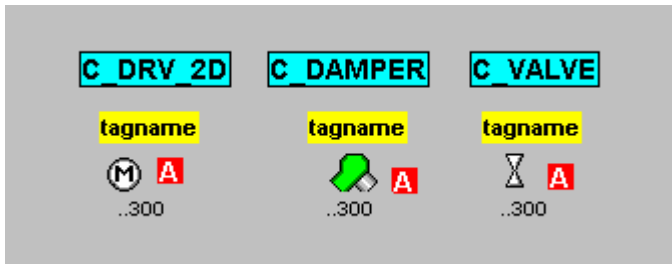 C_DRV_2D C_DAMPER C_VALVE
tagname tagname tagname
M A A A
..300 ..300 ..300